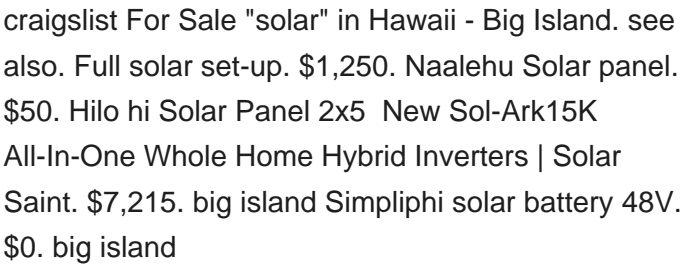 craigslist For Sale "solar" in Hawaii - Big Island. see
also. Full solar set-up. $1,250. Naalehu Solar panel.
$50. Hilo hi Solar Panel 2x5  New Sol-Ark15K
All-In-One Whole Home Hybrid Inverters | Solar
Saint. $7,215. big island Simpliphi solar battery 48V.
$0. big island